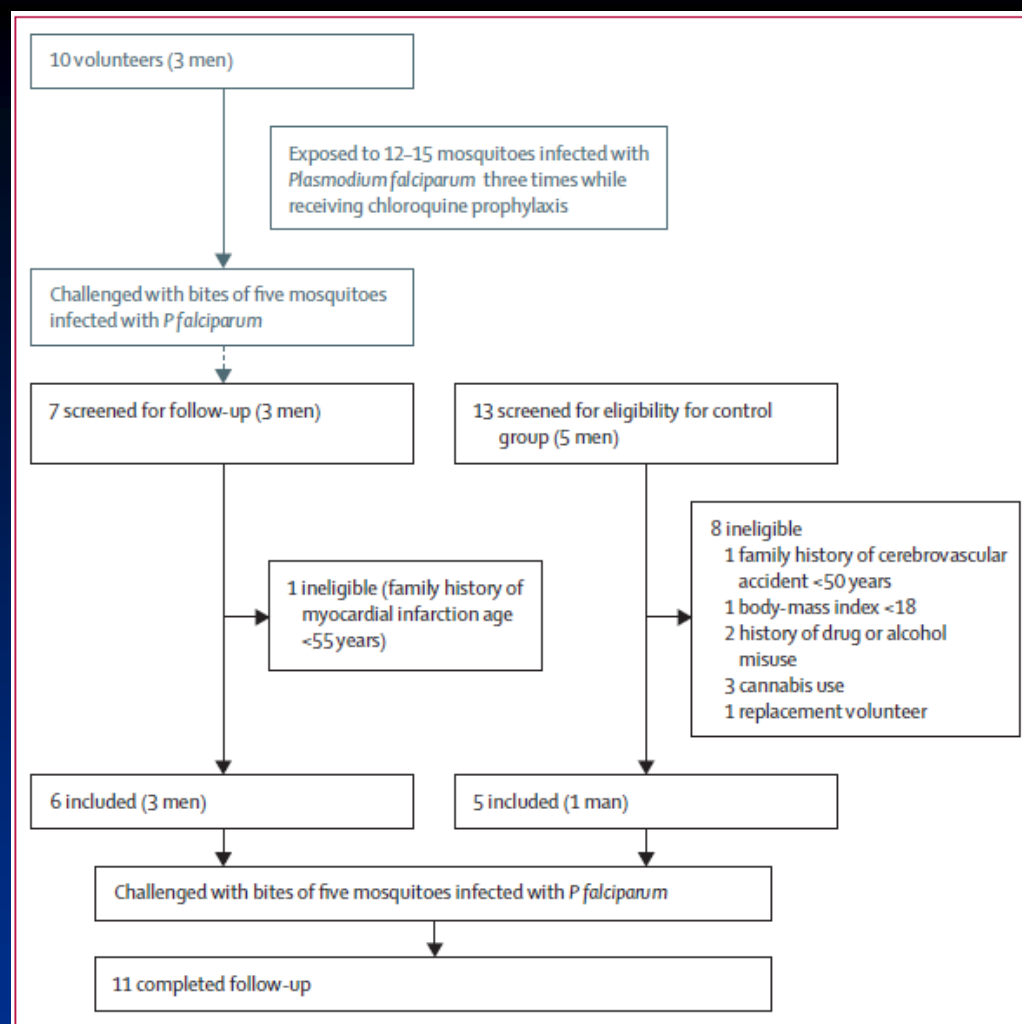 10 volunteers (3 men)
Exposed to 12–15 mosquitoes infected with
Plasmodium falciparum three times while
receiving chloroquine prophylaxis
Challenged with bites of five mosquitoes
infected with P falciparum
7 screened for follow-up (3 men)
13 screened for eligibility for control
group (5 men)
8 ineligible
1 family history of cerebrovascular
accident <50 years
1 body-mass index <18
2 history of drug or alcohol
misuse
3 cannabis use
1 replacement volunteer
1 ineligible (family history of
myocardial infarction age
<55 years)
6 included (3 men)
5 included (1 man)
Challenged with bites of five mosquitoes infected with P falciparum
11 completed follow-up